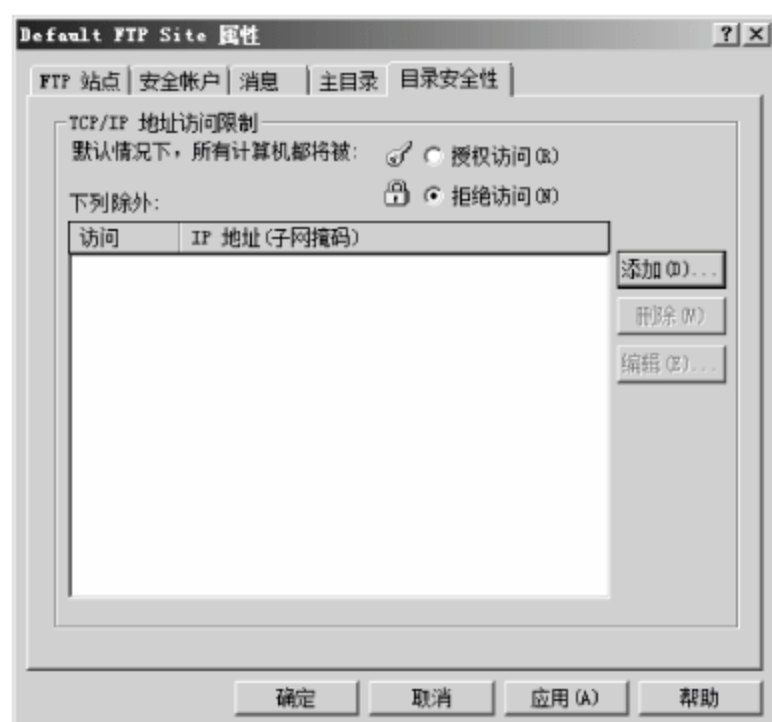 Default FTP Site 属性
FTP 站点 安全帐户 消息 主目录 目录安全性
TCP/IP 地址访问限制
默认情况下，所有计算机都将被: 授权访问(R)
拒绝访问(N)
下列除外:
访问 IP 地址(子网掩码)
添加(D)...
删除(M)
编辑(E)...
确定 取消 应用(A) 帮助